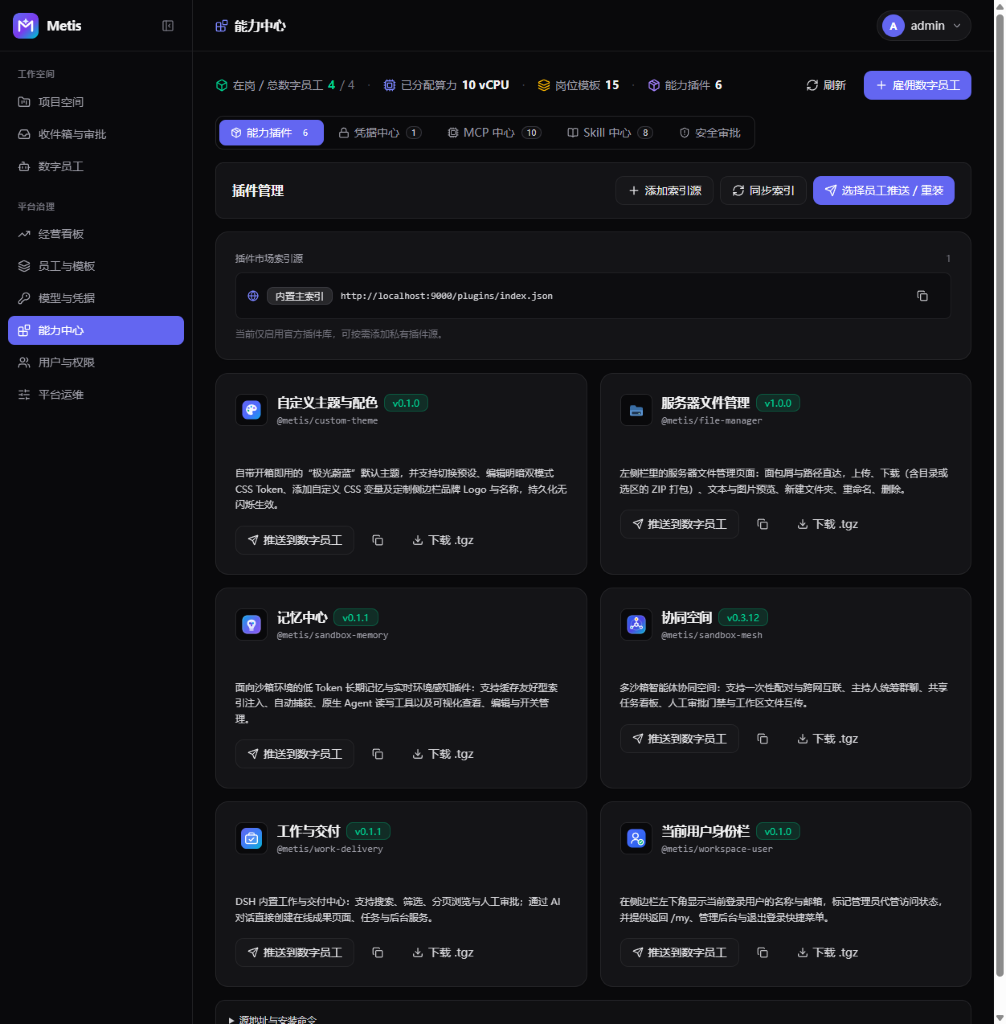 Metis
工作空间
项目空间
收件箱与审批
数字员工
平台治理
经营看板
员工与模板
模型与凭据
能力中心
用户与权限
平台运维
能力中心
A admin
在岗 / 总数字员工 4 / 4 · 已分配算力 10 vCPU · 岗位模板 15 · 能力插件 6
刷新
+ 雇佣数字员工
能力插件 6
凭据中心 1
MCP 中心 10
Skill 中心 8
安全审批
插件管理
+ 添加索引源
同步索引
选择员工推送 / 重装
插件市场索引源 1
内置主索引 http://localhost:9000/plugins/index.json
当前仅启用官方插件库，可按需添加私有插件源。
自定义主题与配色 v0.1.0
@metis/custom-theme
自带开箱即用的“极光蔚蓝”默认主题，并支持切换预设、编辑明暗双模式
CSS Token、添加自定义 CSS 变量及定制侧边栏品牌 Logo 与名称，持久化无
闪烁生效。
推送到数字员工
下载 .tgz
服务器文件管理 v1.0.0
@metis/file-manager
左侧栏里的服务器文件管理页面：面包屑与路径直达，上传、下载（含目录或
选区的 ZIP 打包）、文本与图片预览、新建文件夹、重命名、删除。
推送到数字员工
下载 .tgz
记忆中心 v0.1.1
@metis/sandbox-memory
面向沙箱环境的低 Token 长期记忆与实时环境感知插件：支持缓存友好型索
引注入、自动捕获、原生 Agent 读写工具以及可视化查看、编辑与开关管
理。
推送到数字员工
下载 .tgz
协同空间 v0.3.12
@metis/sandbox-mesh
多沙箱智能体协同空间：支持一次性配对与跨网互联、主持人统筹群聊、共享
任务看板、人工审批门禁与工作区文件互传。
推送到数字员工
下载 .tgz
工作与交付 v0.1.1
@metis/work-delivery
DSH 内置工作与交付中心：支持搜索、筛选、分页浏览与人工审批；通过 AI
对话直接创建在线成果页面、任务与后台服务。
推送到数字员工
下载 .tgz
当前用户身份栏 v0.1.0
@metis/workspace-user
在侧边栏左下角显示当前登录用户的名称与邮箱，标记管理员代管访问状态，
并提供返回 /my、管理后台与退出登录快捷菜单。
推送到数字员工
下载 .tgz
源地址与安装命令